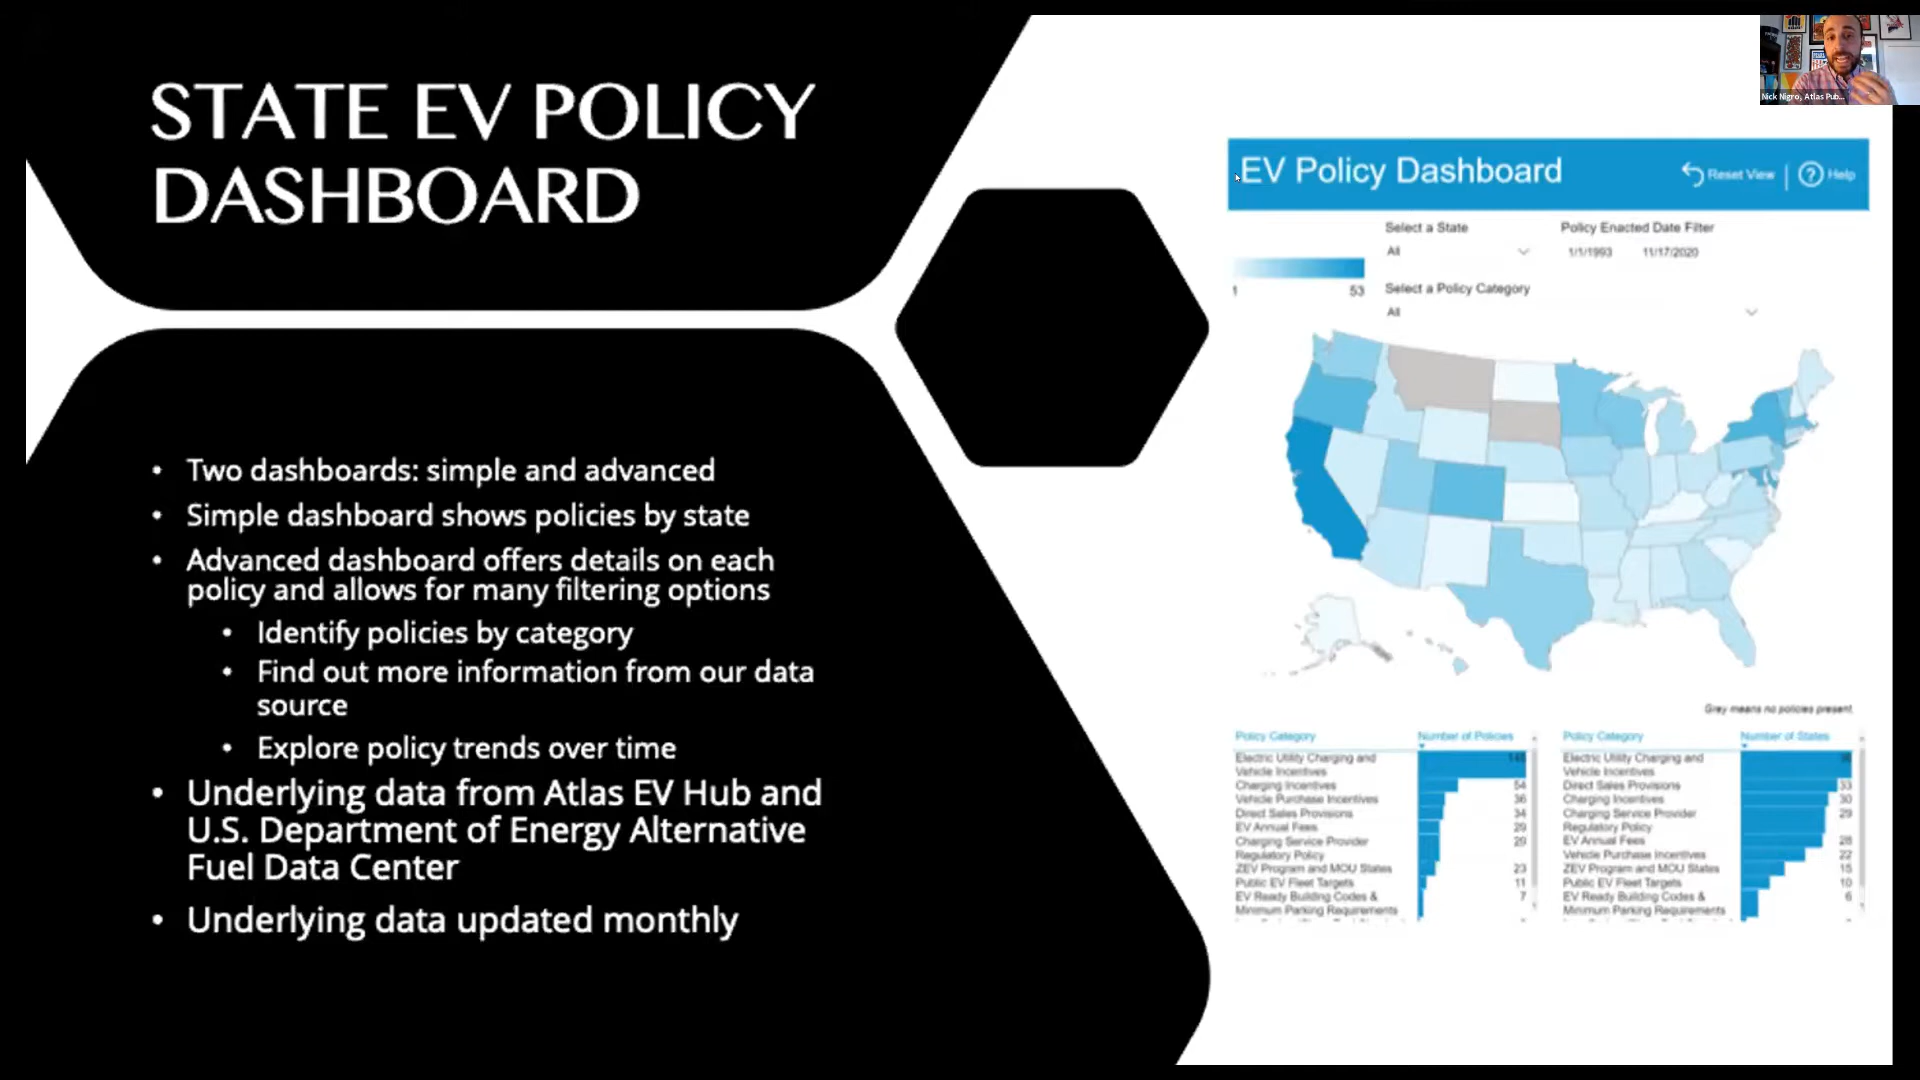 STATE EV POLICY
DASHBOARD
• Two dashboards: simple and advanced
• Simple dashboard shows policies by state
• Advanced dashboard offers details on each
policy and allows for many filtering options
• Identify policies by category
• Find out more information from our data
source
• Explore policy trends over time
• Underlying data from Atlas EV Hub and
U.S. Department of Energy Alternative
Fuel Data Center
• Underlying data updated monthly
Nick Nigro, Atlas Pub...
EV Policy Dashboard
Reset View | ? Help
Select a State
All
Policy Enacted Date Filter
1/1/1993 11/17/2020
1 53
Select a Policy Category
All
Grey means no policies present.
Policy Category Number of Policies
Electric Utility Charging and
Vehicle Incentives
Charging Incentives 54
Vehicle Purchase Incentives 36
Direct Sales Provisions 34
EV Annual Fees 29
Charging Service Provider 29
Regulatory Policy
ZEV Program and MOU States 23
Public EV Fleet Targets 11
EV Ready Building Codes & 7
Minimum Parking Requirements
Policy Category Number of States
Electric Utility Charging and
Vehicle Incentives
Direct Sales Provisions 33
Charging Incentives 30
Charging Service Provider 29
Regulatory Policy
EV Annual Fees 28
Vehicle Purchase Incentives 22
ZEV Program and MOU States 15
Public EV Fleet Targets 10
EV Ready Building Codes & 6
Minimum Parking Requirements